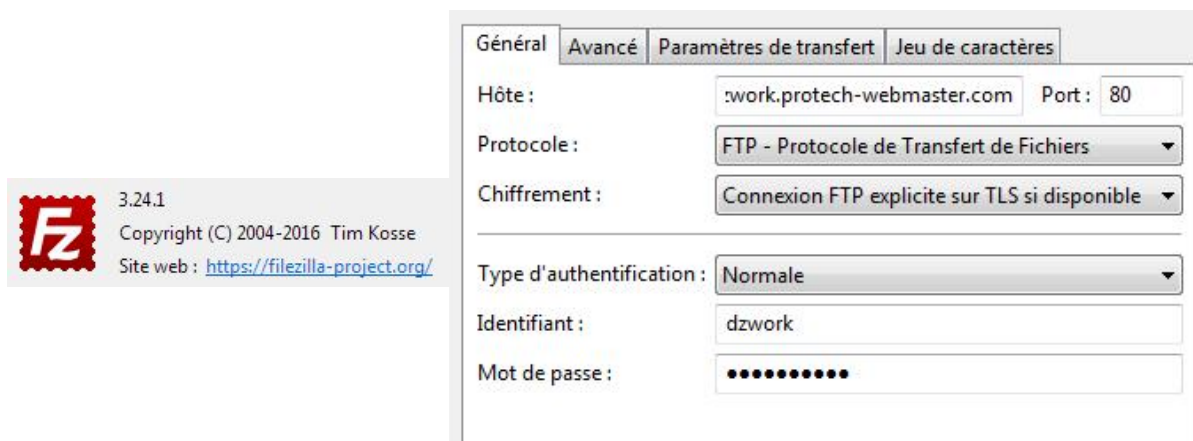 Fz
3.24.1
Copyright (C) 2004-2016 Tim Kosse
Site web : https://filezilla-project.org/
Général Avancé Paramètres de transfert Jeu de caractères
Hôte : work.protech-webmaster.com Port : 80
Protocole : FTP - Protocole de Transfert de Fichiers
Chiffrement : Connexion FTP explicite sur TLS si disponible
Type d'authentification : Normale
Identifiant : dzwork
Mot de passe : ●●●●●●●●●●